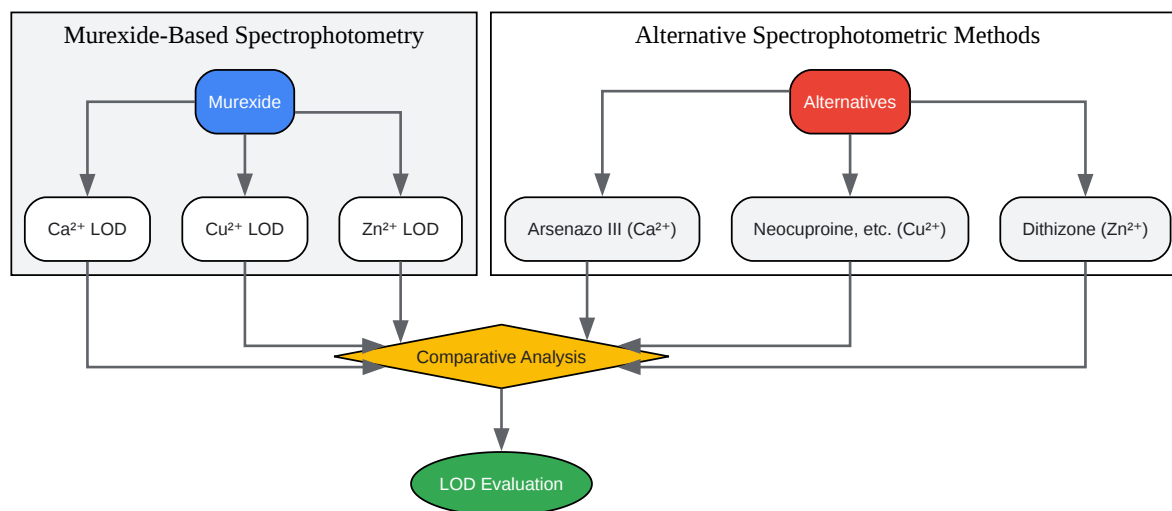 Murexide-Based Spectrophotometry
Alternative Spectrophotometric Methods
Murexide
Alternatives
Ca²⁺ LOD
Cu²⁺ LOD
Zn²⁺ LOD
Arsenazo III (Ca²⁺)
Neocuproine, etc. (Cu²⁺)
Dithizone (Zn²⁺)
Comparative Analysis
LOD Evaluation